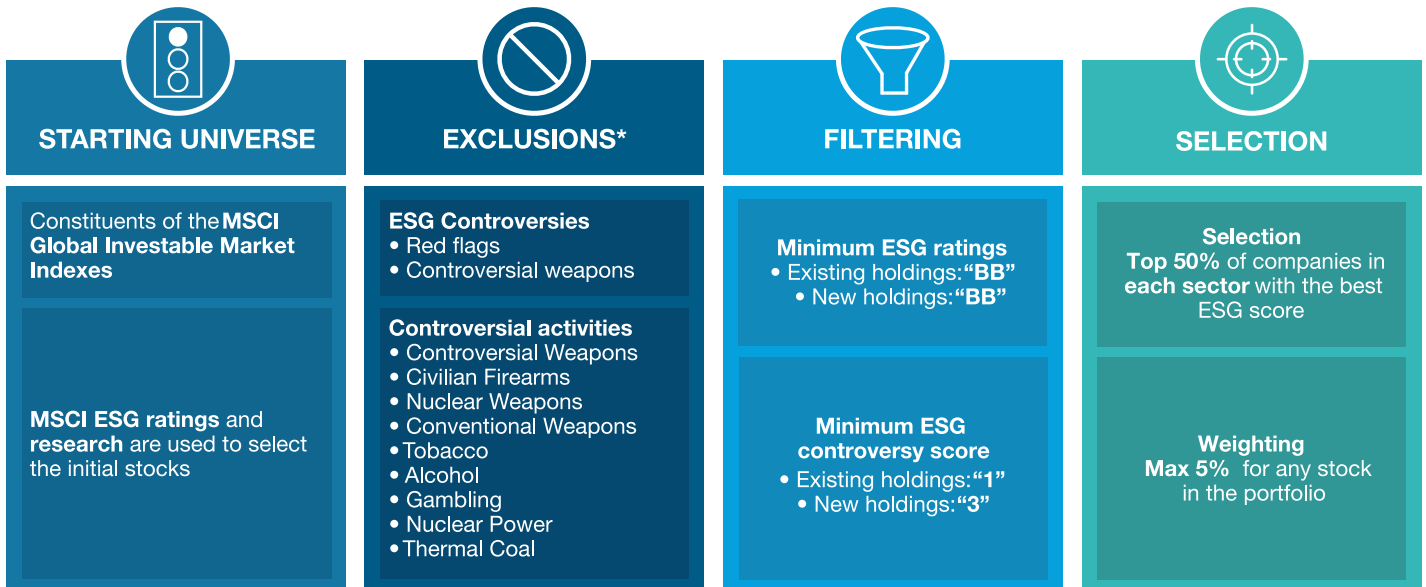 STARTING UNIVERSE
Constituents of the MSCI
Global Investable Market
Indexes
MSCI ESG ratings and
research are used to select
the initial stocks
EXCLUSIONS*
ESG Controversies
• Red flags
• Controversial weapons
Controversial activities
• Controversial Weapons
• Civilian Firearms
• Nuclear Weapons
• Conventional Weapons
• Tobacco
• Alcohol
• Gambling
• Nuclear Power
• Thermal Coal
FILTERING
Minimum ESG ratings
• Existing holdings: “BB”
• New holdings: “BB”
Minimum ESG
controversy score
• Existing holdings: “1”
• New holdings: “3”
SELECTION
Selection
Top 50% of companies in
each sector with the best
ESG score
Weighting
Max 5% for any stock
in the portfolio